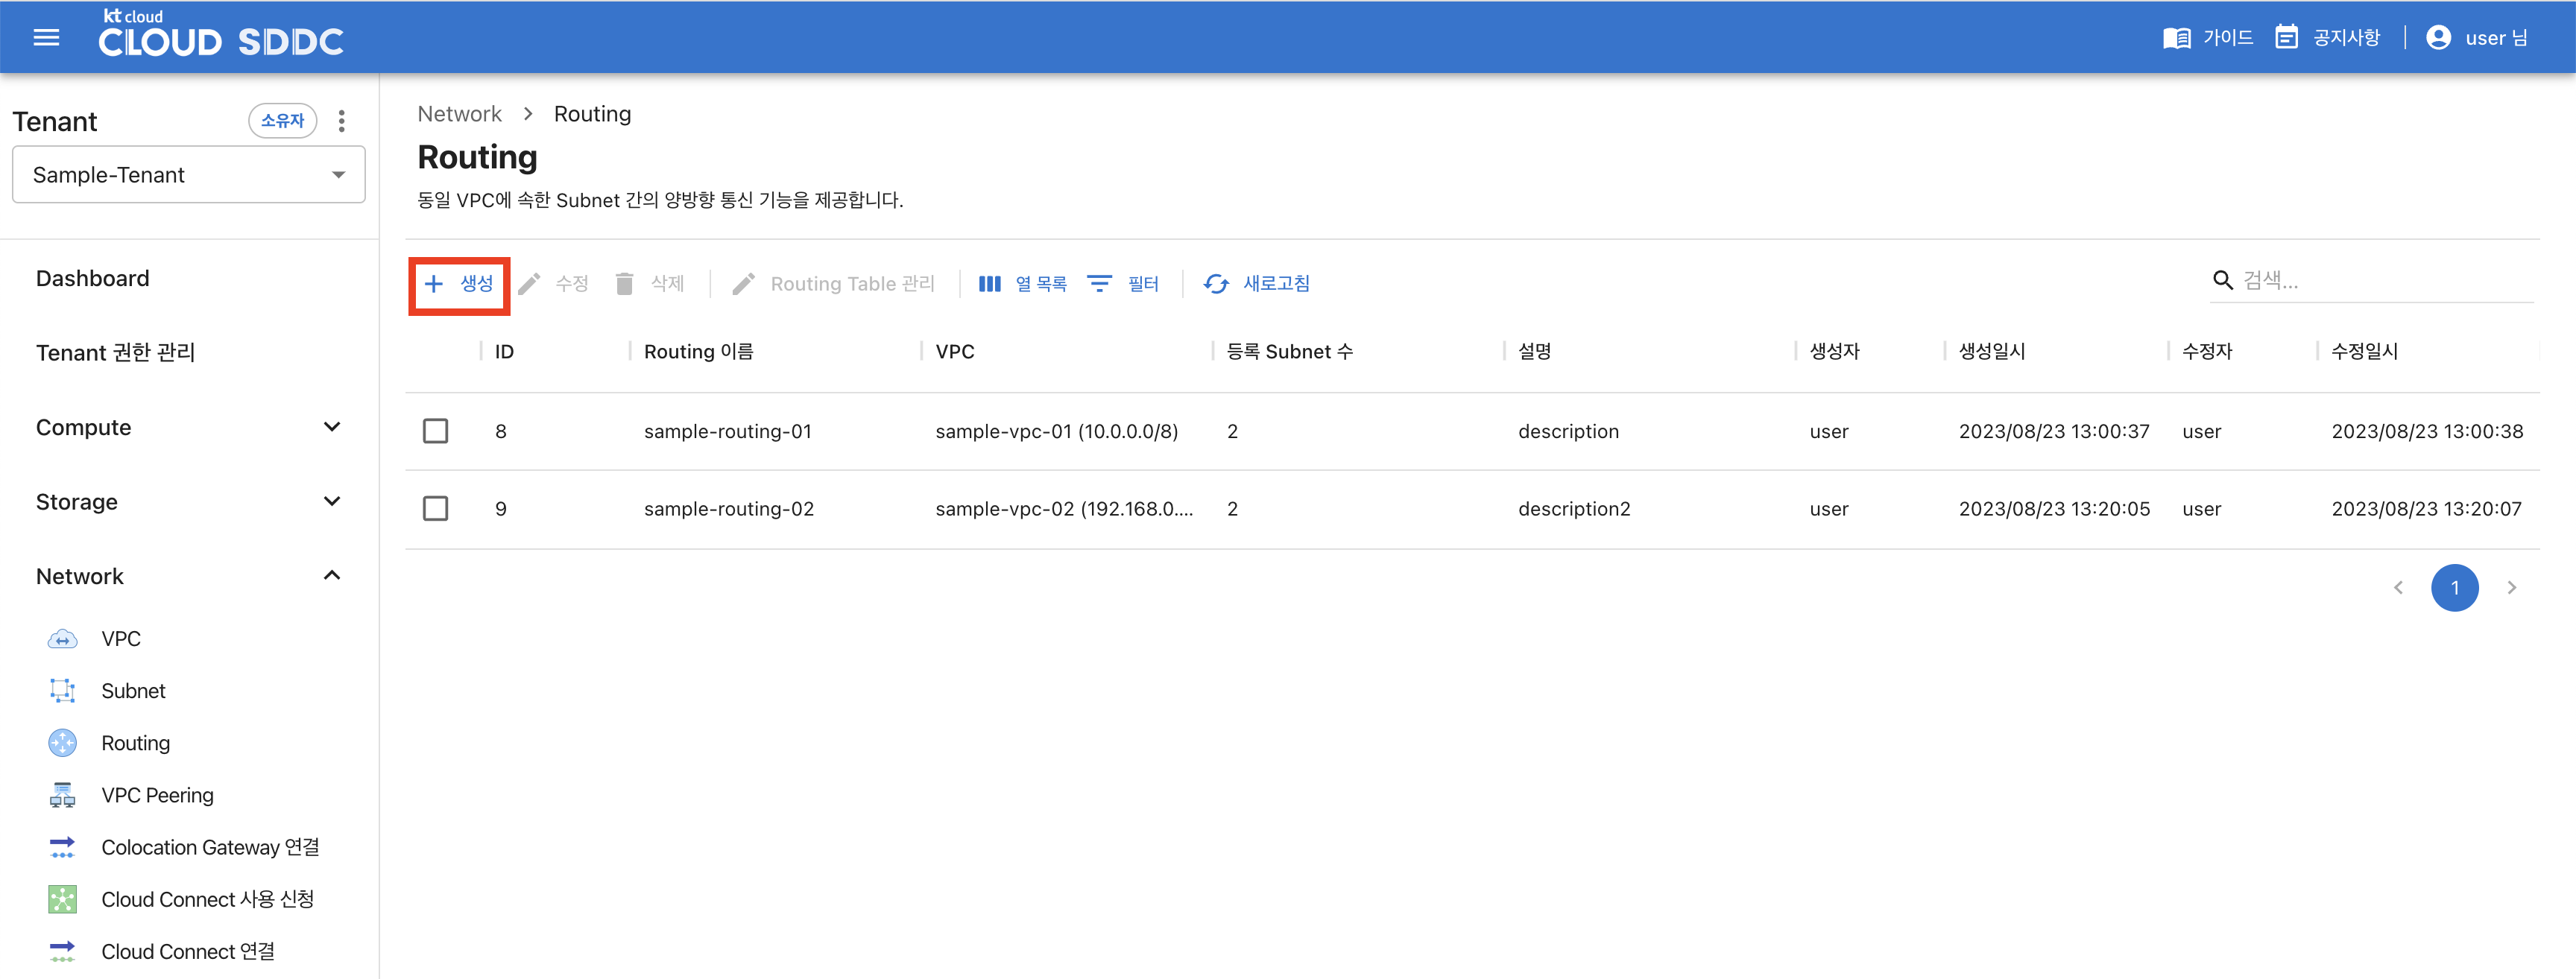 kt cloud
CLOUD SDDC
가이드
공지사항
user 님
Tenant
소유자
Sample-Tenant
Dashboard
Tenant 권한 관리
Compute
Storage
Network
VPC
Subnet
Routing
VPC Peering
Colocation Gateway 연결
Cloud Connect 사용 신청
Cloud Connect 연결
Network > Routing
Routing
동일 VPC에 속한 Subnet 간의 양방향 통신 기능을 제공합니다.
+ 생성 수정 삭제 Routing Table 관리 열 목록 필터 새로고침 검색...
ID Routing 이름 VPC 등록 Subnet 수 설명 생성자 생성일시 수정자 수정일시
8 sample-routing-01 sample-vpc-01 (10.0.0.0/8) 2 description user 2023/08/23 13:00:37 user 2023/08/23 13:00:38
9 sample-routing-02 sample-vpc-02 (192.168.0.... 2 description2 user 2023/08/23 13:20:05 user 2023/08/23 13:20:07
< 1 >